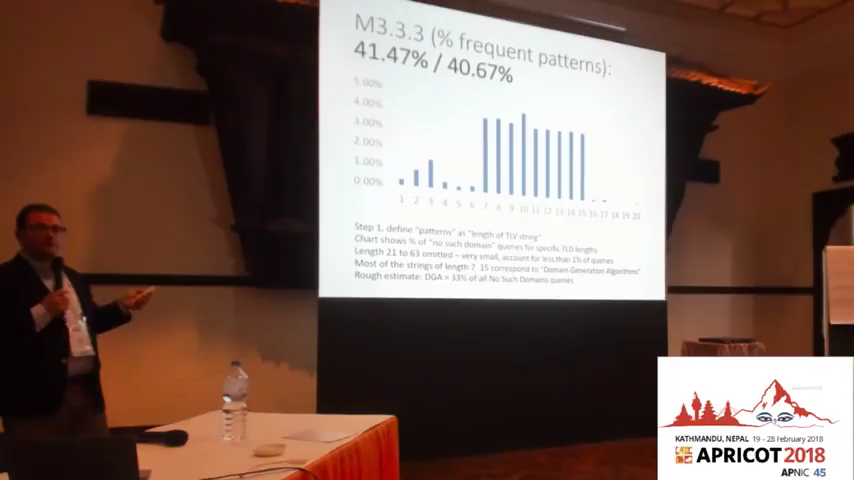 M3.3.3 (% frequent patterns):
41.47% / 40.67%
5.00%
4.00%
3.00%
2.00%
1.00%
0.00%
1 2 3 4 5 6 7 8 9 10 11 12 13 14 15 16 17 18 19 20
Step 1, define "patterns" as "length of TLV string"
Chart shows % of "no such domain" queries for specific TLD lengths
Length 21 to 63 omitted – very small, account for less than 1% of queries
Most of the strings of length 7 15 correspond to "Domain Generation Algorithms"
Rough estimate: DGA > 33% of all No Such Domains queries
KATHMANDU, NEPAL 19 - 28 February 2018
APRICOT 2018
APNIC 45